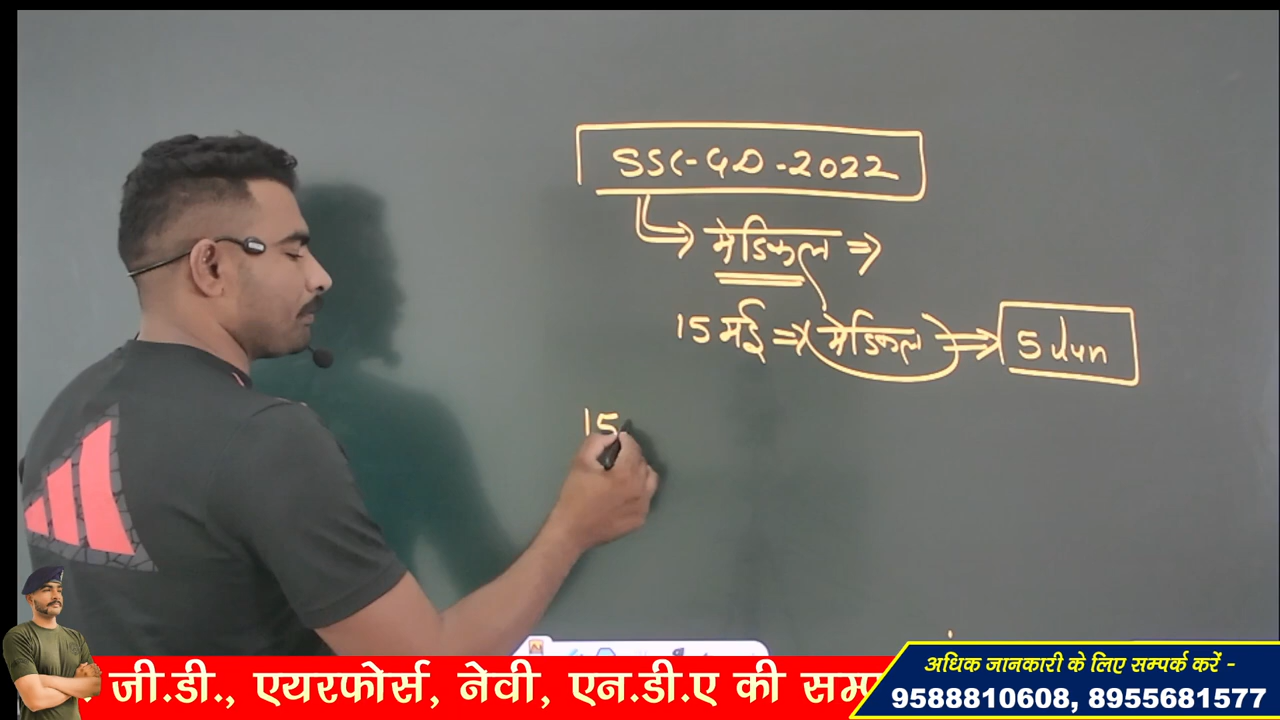 SSC-GD-2022
→ मेडिकल ⇒
15 मई ⇒ मेडिकल ⇒ 5 Jun
15
जी.डी., एयरफोर्स, नेवी, एन.डी.ए की सम्प
अधिक जानकारी के लिए सम्पर्क करें -
9588810608, 8955681577